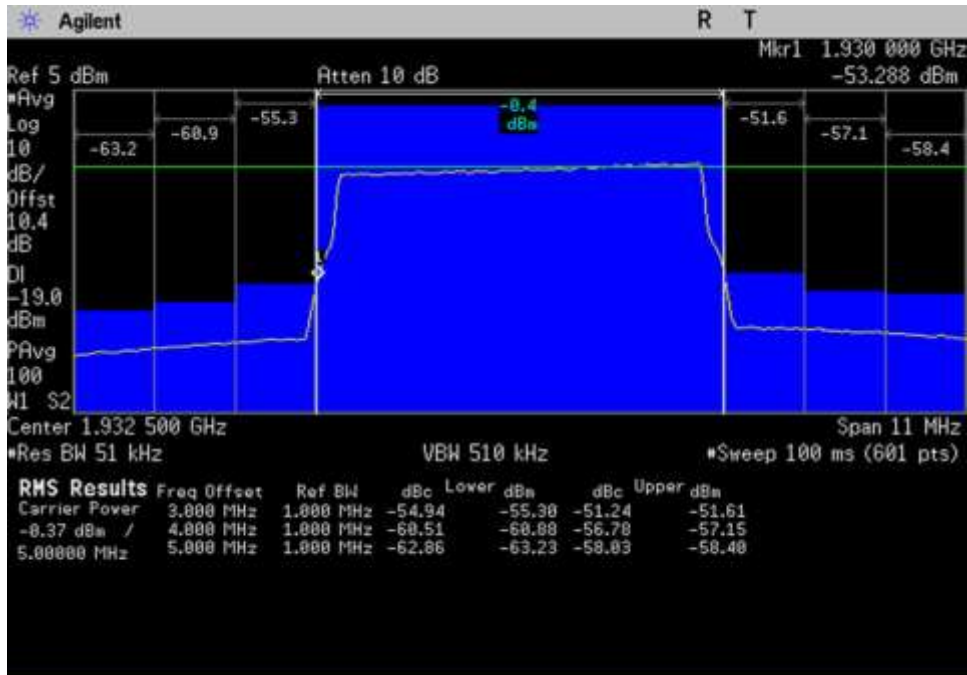 Agilent R T
Mkr1 1.930 000 GHz
Ref 5 dBm Atten 10 dB -53.288 dBm
#Avg
Log
10
dB/
Offst
10.4
dB
DI
-19.0
dBm
PAvg
100
W1 S2
-63.2 -60.9 -55.3 -0.4 dBm -51.6 -57.1 -58.4
1
Center 1.932 500 GHz Span 11 MHz
#Res BW 51 kHz VBW 510 kHz #Sweep 100 ms (601 pts)
RMS Results Freq Offset Ref BW dBc Lower dBm dBc Upper dBm
Carrier Power 3.000 MHz 1.000 MHz -54.94 -55.30 -51.24 -51.61
-0.37 dBm / 4.000 MHz 1.000 MHz -60.51 -60.88 -56.78 -57.15
5.00000 MHz 5.000 MHz 1.000 MHz -62.86 -63.23 -58.03 -58.40